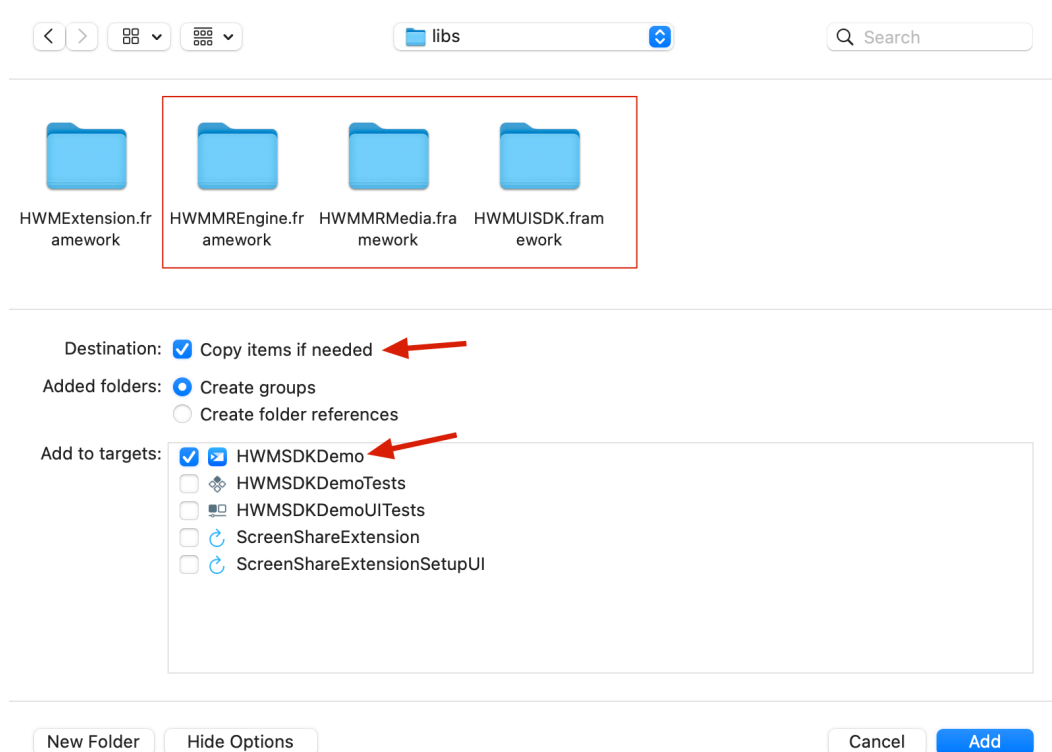 libs
Search
HWMExtension.fr
amework
HWMMREngine.fr
amework
HWMMRMedia.fra
mework
HWMUISDK.fram
ework
Destination: Copy items if needed
Added folders: Create groups
Create folder references
Add to targets: HWMSDKDemo
HWMSDKDemoTests
HWMSDKDemoUITests
ScreenShareExtension
ScreenShareExtensionSetupUI
New Folder Hide Options Cancel Add